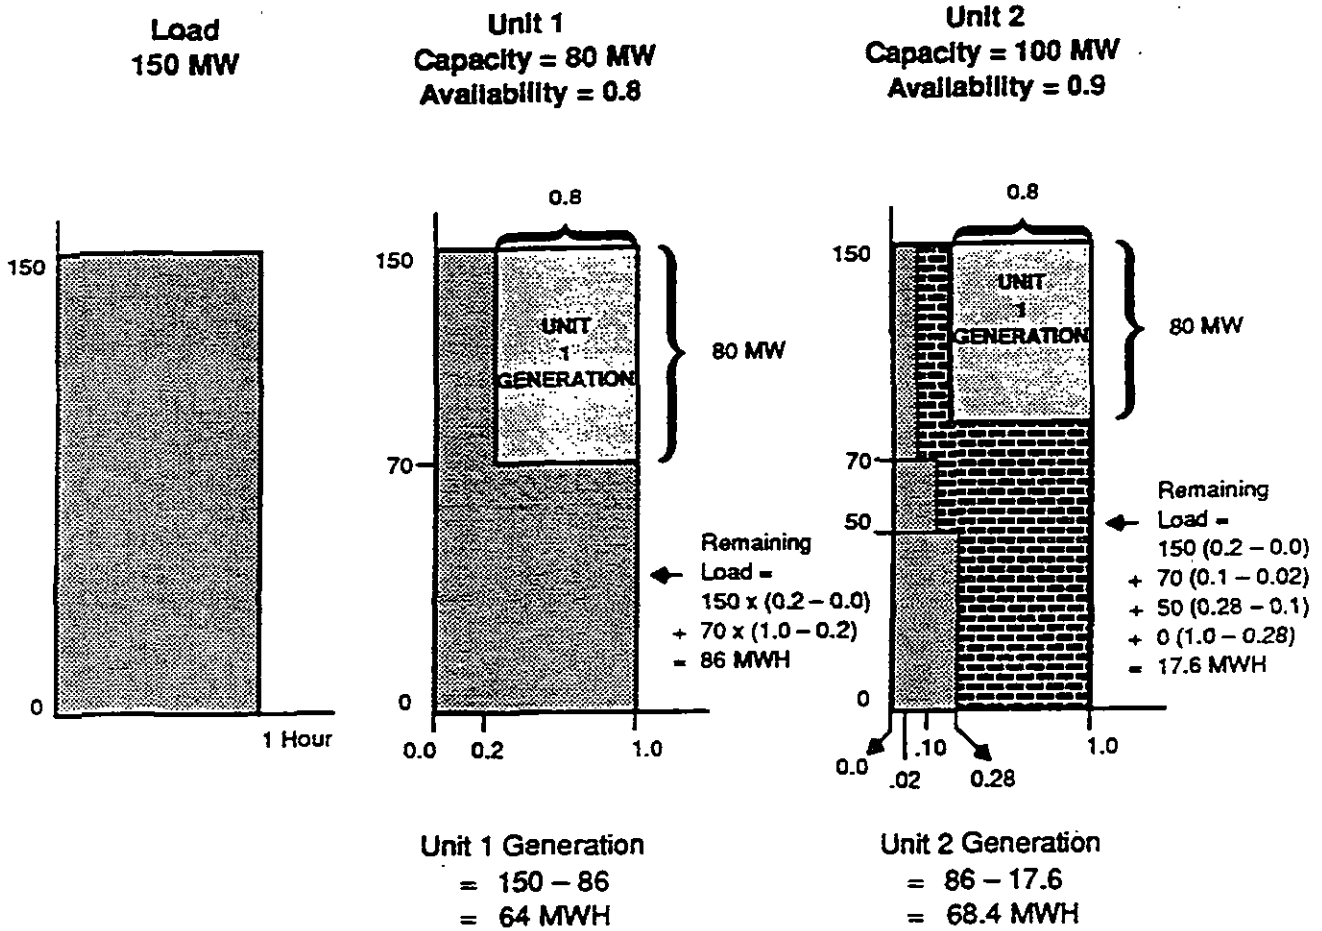 Load
150 MW
Unit 1
Capacity = 80 MW
Availability = 0.8
Unit 2
Capacity = 100 MW
Availability = 0.9
150
0
1 Hour
0.8
150
UNIT
1
GENERATION
80 MW
70
Remaining
Load =
150 x (0.2 – 0.0)
+ 70 x (1.0 – 0.2)
= 86 MWH
0
0.0
0.2
1.0
0.8
150
UNIT
1
GENERATION
80 MW
70
50
Remaining
Load =
150 (0.2 – 0.0)
+ 70 (0.1 – 0.02)
+ 50 (0.28 – 0.1)
+ 0 (1.0 – 0.28)
= 17.6 MWH
0
0.0
.02
.10
0.28
1.0
Unit 1 Generation
= 150 – 86
= 64 MWH
Unit 2 Generation
= 86 – 17.6
= 68.4 MWH